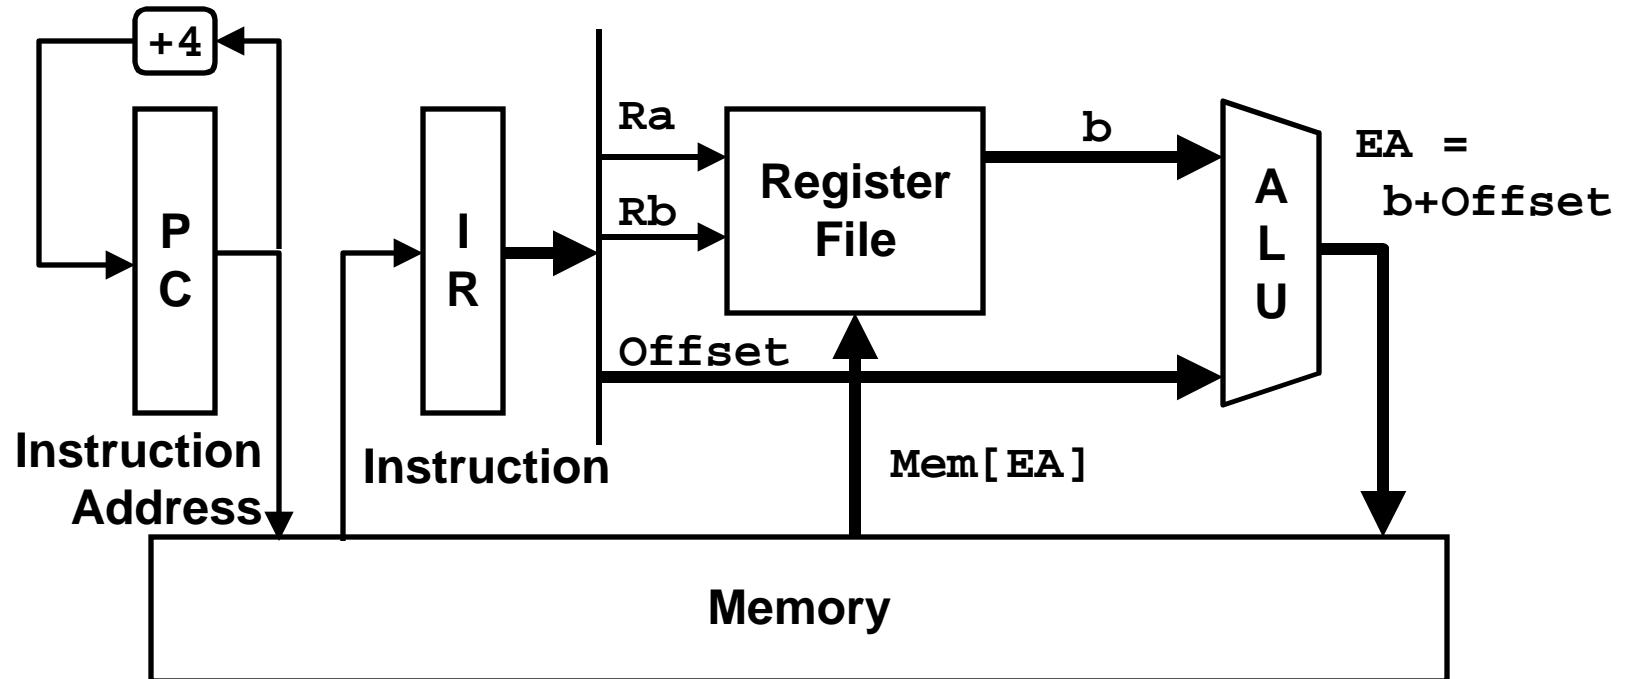 +4
P
C
Instruction
Address
I
R
Instruction
Ra
Rb
Offset
Register
File
b
A
L
U
EA =
b+Offset
Mem[EA]
Memory